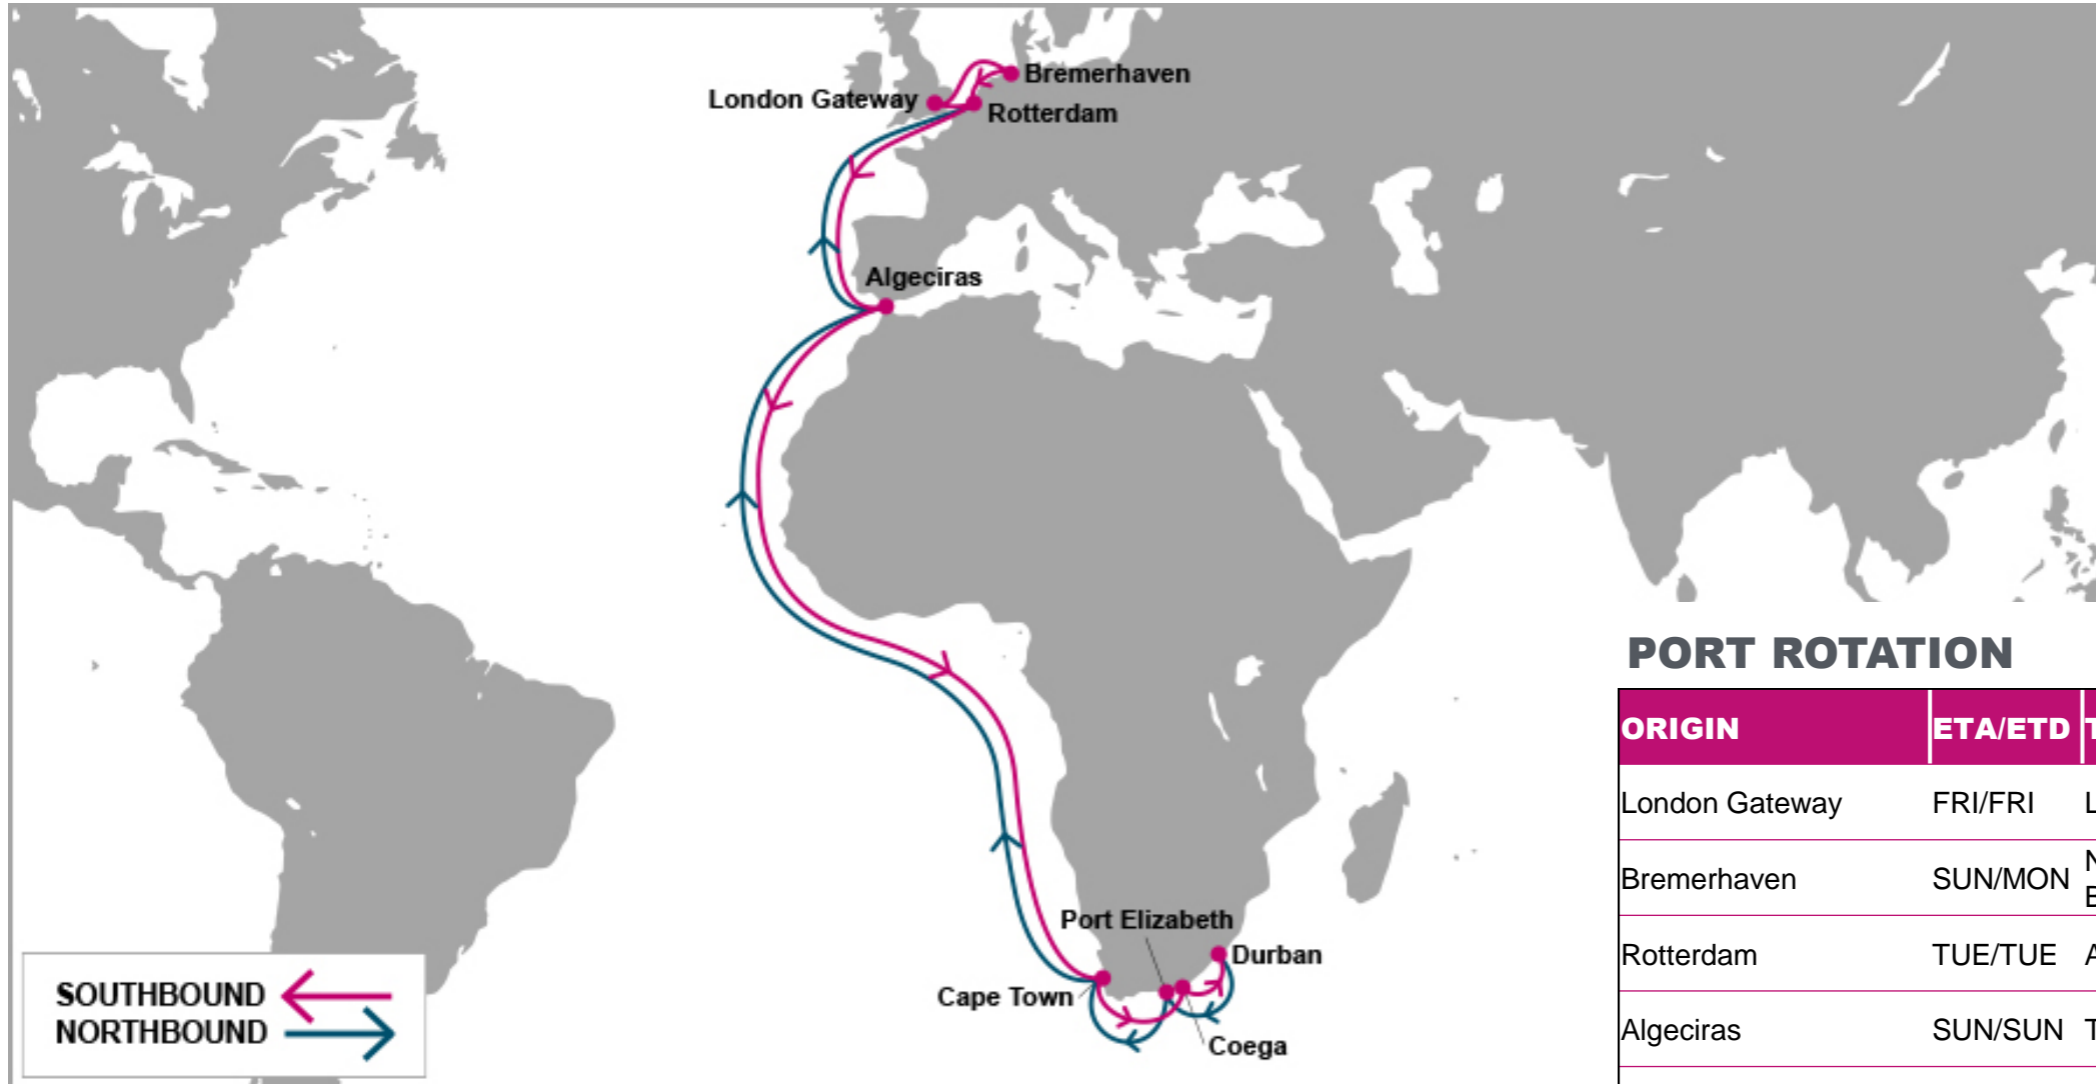 Bremerhaven
London Gateway
Rotterdam
Algeciras
Port Elizabeth
Durban
Cape Town
Coega
SOUTHBOUND
NORTHBOUND
PORT ROTATION
ORIGIN ETA/ETD
London Gateway FRI/FRI
Bremerhaven SUN/MON
Rotterdam TUE/TUE
Algeciras SUN/SUN